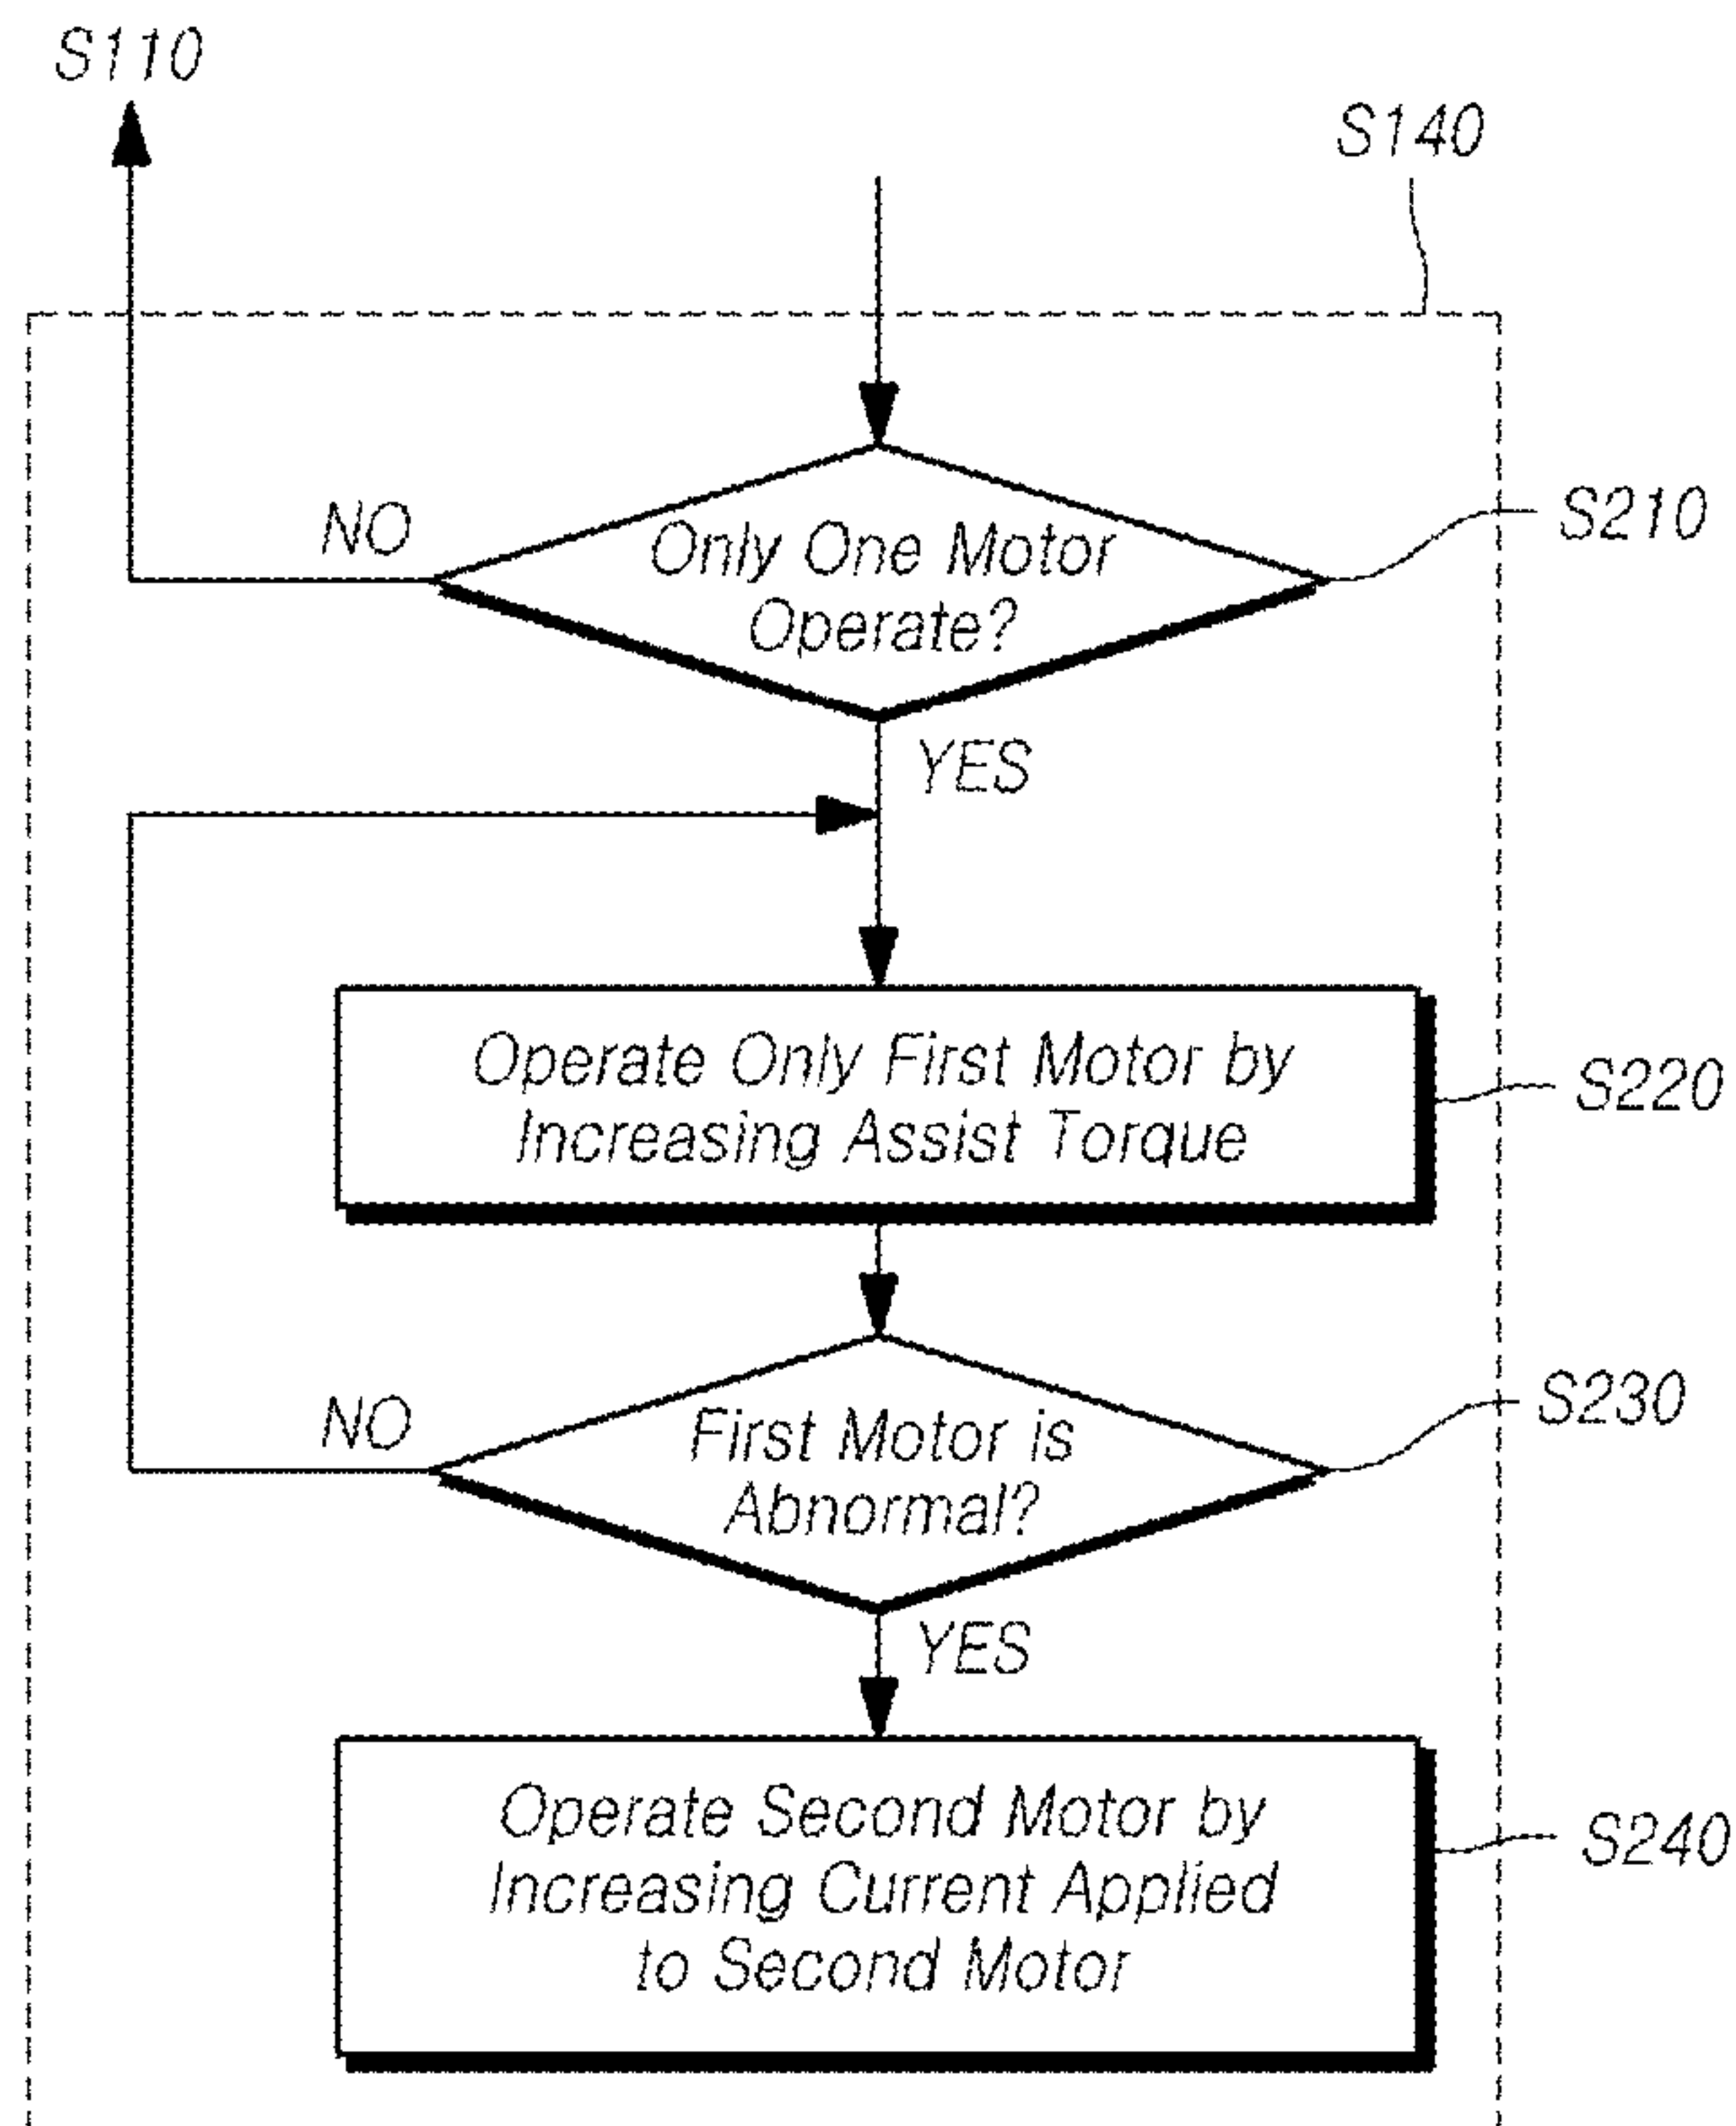 S110
S140
NO
Only One Motor
Operate?
S210
YES
Operate Only First Motor by
Increasing Assist Torque
S220
NO
First Motor is
Abnormal?
S230
YES
Operate Second Motor by
Increasing Current Applied
to Second Motor
S240